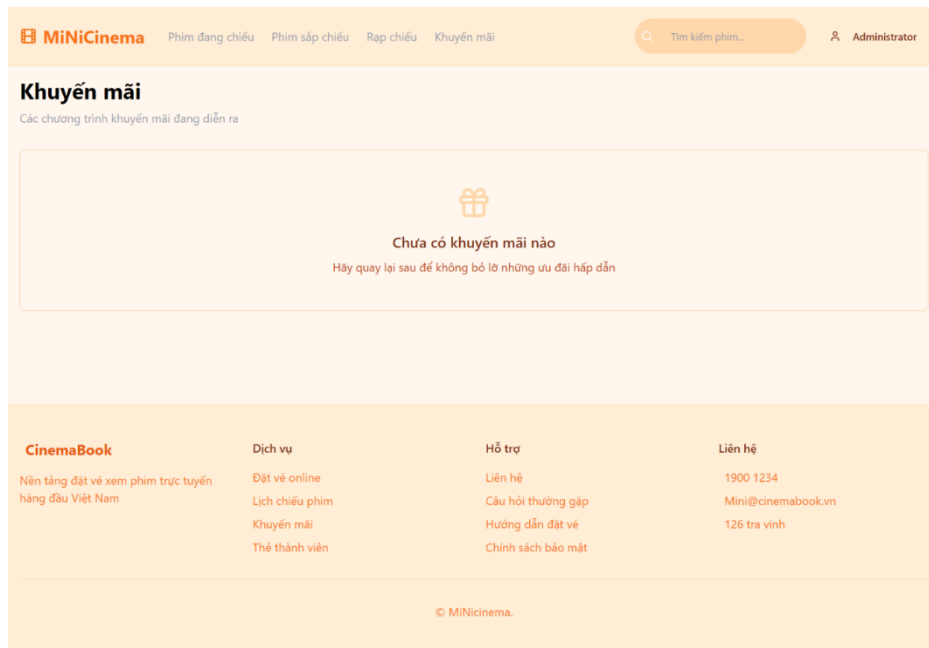 MiNiCinema Phim đang chiếu Phim sắp chiếu Rạp chiếu Khuyến mãi Tìm kiếm phim... Administrator
Khuyến mãi
Các chương trình khuyến mãi đang diễn ra
Chưa có khuyến mãi nào
Hãy quay lại sau để không bỏ lỡ những ưu đãi hấp dẫn
CinemaBook
Nền tảng đặt vé xem phim trực tuyến
hàng đầu Việt Nam
Dịch vụ
Đặt vé online
Lịch chiếu phim
Khuyến mãi
Thẻ thành viên
Hỗ trợ
Liên hệ
Câu hỏi thường gặp
Hướng dẫn đặt vé
Chính sách bảo mật
Liên hệ
1900 1234
Mini@cinemabook.vn
126 tra vinh
© MiNicinema.